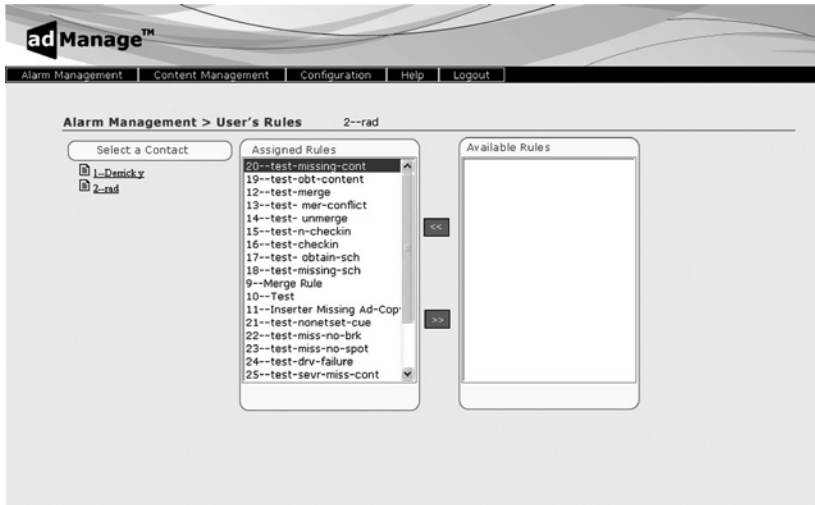 ad Manage™
Alarm Management | Content Management | Configuration | Help | Logout
Alarm Management > User's Rules 2--rad
Select a Contact
1--Derrick y
2--rad
Assigned Rules
20--test-missing-cont
19--test-obt-content
12--test-merge
13--test- mer-conflict
14--test- unmerge
15--test-n-checkin
16--test-checkin
17--test- obtain-sch
18--test-missing-sch
9--Merge Rule
10--Test
11--Inserter Missing Ad-Cop
21--test-nonetset-cue
22--test-miss-no-brk
23--test-miss-no-spot
24--test-drv-failure
25--test-sevr-miss-cont
<<
>>
Available Rules